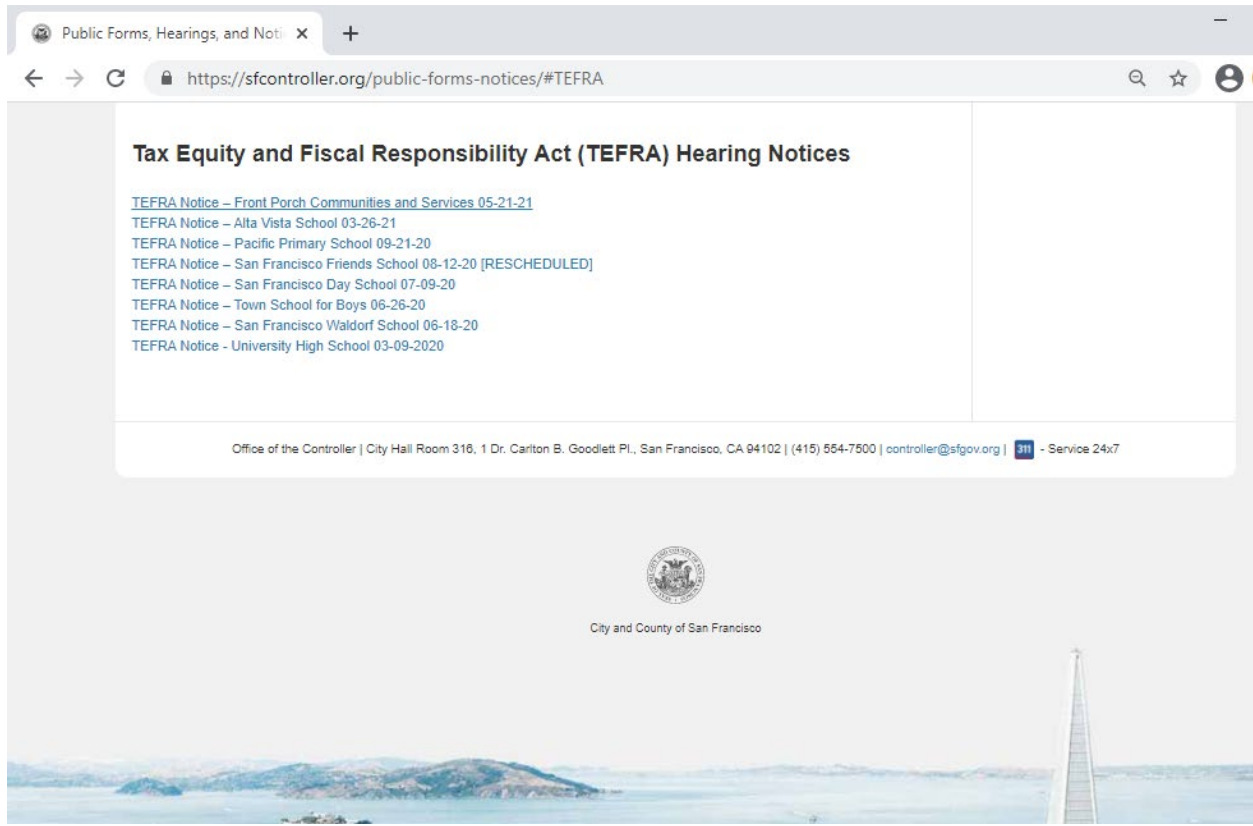 Public Forms, Hearings, and Noti
https://sfcontroller.org/public-forms-notices/#TEFRA
Tax Equity and Fiscal Responsibility Act (TEFRA) Hearing Notices
TEFRA Notice – Front Porch Communities and Services 05-21-21
TEFRA Notice – Alta Vista School 03-26-21
TEFRA Notice – Pacific Primary School 09-21-20
TEFRA Notice – San Francisco Friends School 08-12-20 [RESCHEDULED]
TEFRA Notice – San Francisco Day School 07-09-20
TEFRA Notice – Town School for Boys 06-26-20
TEFRA Notice – San Francisco Waldorf School 06-18-20
TEFRA Notice - University High School 03-09-2020
Office of the Controller | City Hall Room 316, 1 Dr. Carlton B. Goodlett Pl., San Francisco, CA 94102 | (415) 554-7500 | controller@sfgov.org | 311 - Service 24x7
City and County of San Francisco